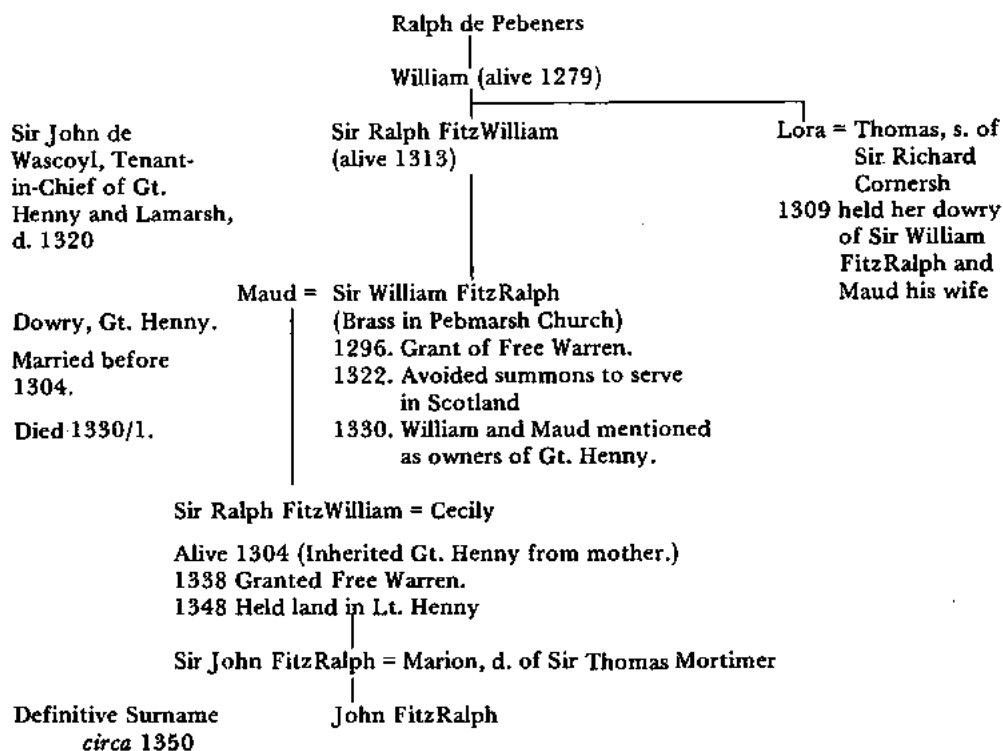 Ralph de Pebeners
William (alive 1279)
Sir John de
Wascoyl, Tenant-
in-Chief of Gt.
Henny and Lamarsh,
d. 1320
Sir Ralph FitzWilliam
(alive 1313)
Lora = Thomas, s. of
Sir Richard
Cornersh
1309 held her dowry
of Sir William
FitzRalph and
Maud his wife
Maud = Sir William FitzRalph
Dowry, Gt. Henny.
Married before
1304.
Died 1330/1.
(Brass in Pebmarsh Church)
1296. Grant of Free Warren.
1322. Avoided summons to serve
in Scotland
1330. William and Maud mentioned
as owners of Gt. Henny.
Sir Ralph FitzWilliam = Cecily
Alive 1304 (Inherited Gt. Henny from mother.)
1338 Granted Free Warren.
1348 Held land in Lt. Henny
Sir John FitzRalph = Marion, d. of Sir Thomas Mortimer
Definitive Surname
circa 1350
John FitzRalph